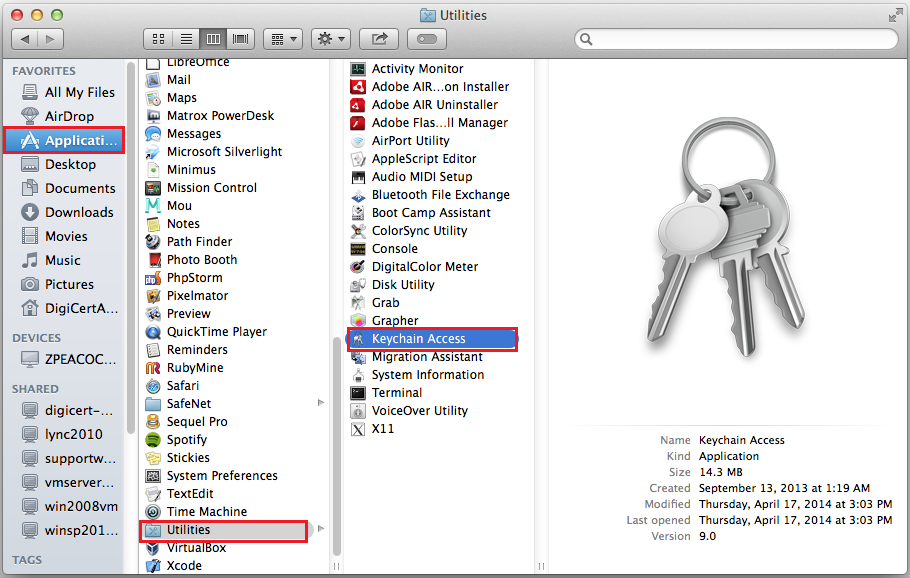 Utilities
FAVORITES
All My Files
AirDrop
Applicati...
Desktop
Documents
Downloads
Movies
Music
Pictures
DigiCertA...
DEVICES
ZPEACOC...
SHARED
digicert-...
lync2010
supportw...
vmserver...
win2008vm
winsp201...
TAGS
LibreOffice
Mail
Maps
Matrox PowerDesk
Messages
Microsoft Silverlight
Minimus
Mission Control
Mou
Notes
Path Finder
Photo Booth
PhpStorm
Pixelmator
Preview
QuickTime Player
Reminders
RubyMine
Safari
SafeNet
Sequel Pro
Spotify
Stickies
System Preferences
TextEdit
Time Machine
Utilities
VirtualBox
Xcode
Activity Monitor
Adobe AIR...on Installer
Adobe AIR Uninstaller
Adobe Flas...ll Manager
AirPort Utility
AppleScript Editor
Audio MIDI Setup
Bluetooth File Exchange
Boot Camp Assistant
ColorSync Utility
Console
DigitalColor Meter
Disk Utility
Grab
Grapher
Keychain Access
Migration Assistant
System Information
Terminal
VoiceOver Utility
X11
Name Keychain Access
Kind Application
Size 14.3 MB
Created September 13, 2013 at 1:19 AM
Modified Thursday, April 17, 2014 at 3:03 PM
Last opened Thursday, April 17, 2014 at 3:03 PM
Version 9.0